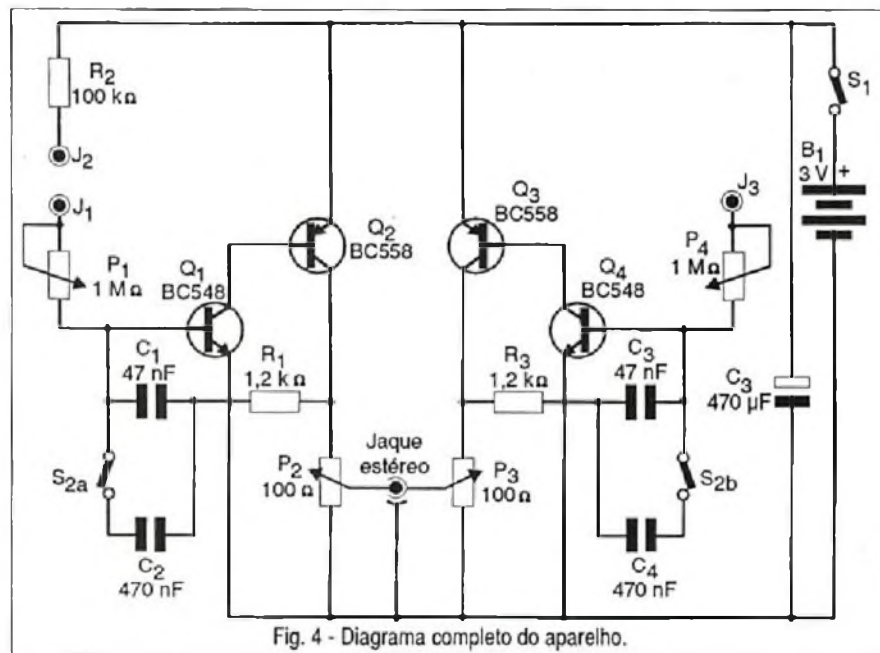 R2
100 kΩ
J2
J1
P1
1 MΩ
Q1
BC548
Q2
BC558
Q3
BC558
Q4
BC548
J3
P4
1 MΩ
S1
B1
3 V +
C1
47 nF
R1
1,2 kΩ
R3
1,2 kΩ
C3
47 nF
C3
470 µF
S2a
P2
100 Ω
Jaque
estéreo
P3
100 Ω
S2b
C2
470 nF
C4
470 nF
Fig. 4 - Diagrama completo do aparelho.